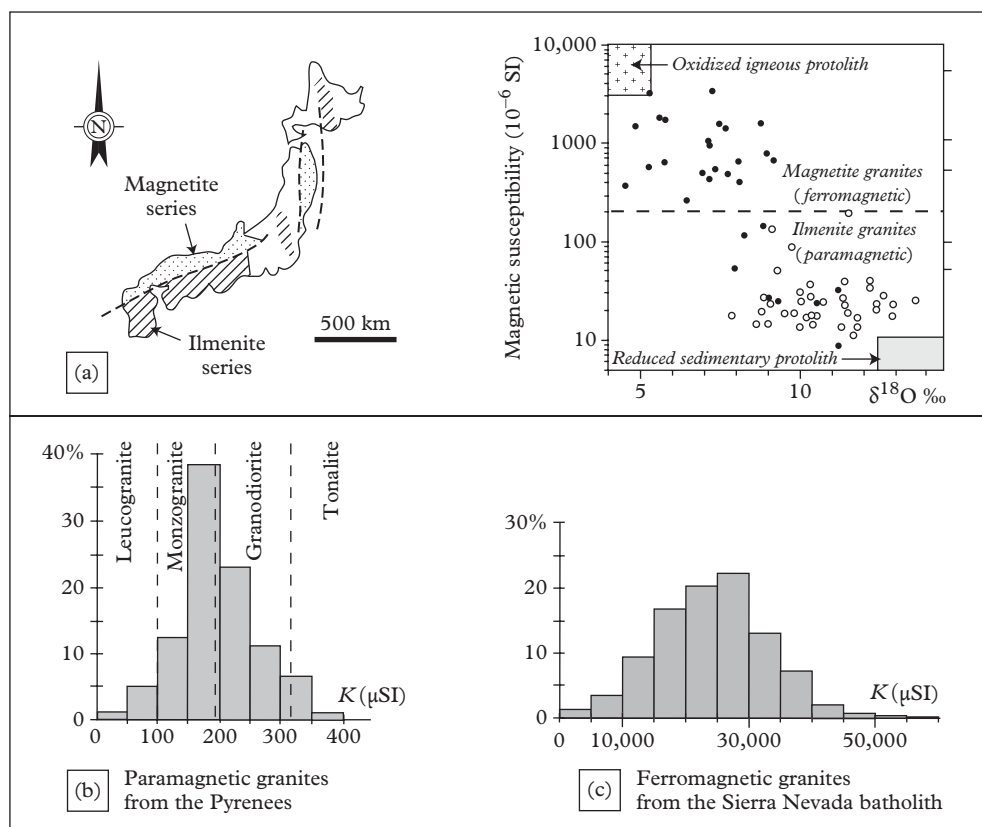 N
Magnetite
series
Ilmenite
series
500 km
(a)
Magnetic susceptibility (10⁻⁶ SI)
10,000
1000
100
10
Oxidized igneous protolith
Magnetite granites
(ferromagnetic)
Ilmenite granites
(paramagnetic)
Reduced sedimentary protolith
5
10
δ¹⁸O ‰
40%
30
20
10
0
Leucogranite
Monzogranite
Granodiorite
Tonalite
K (µSI)
0
100
200
300
400
(b)
Paramagnetic granites
from the Pyrenees
30%
20
10
0
K (µSI)
0
10,000
30,000
50,000
(c)
Ferromagnetic granites
from the Sierra Nevada batholith